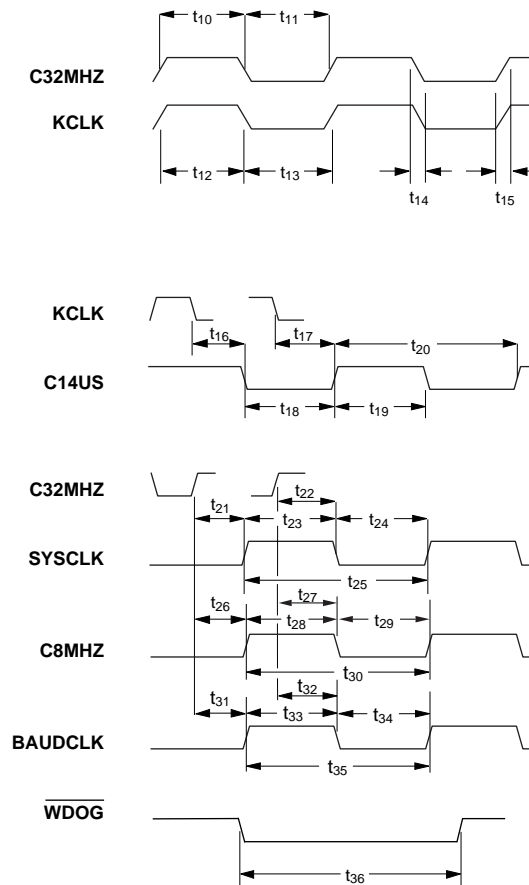 t10 t11
C32MHZ
KCLK
t12 t13
t14 t15
KCLK
t16 t17 t20
C14US
t18 t19
C32MHZ
t22
t21 t23 t24
SYSCLK
t25
t27
t26 t28 t29
C8MHZ
t30
t32
t31 t33 t34
BAUDCLK
t35
WDOG
t36